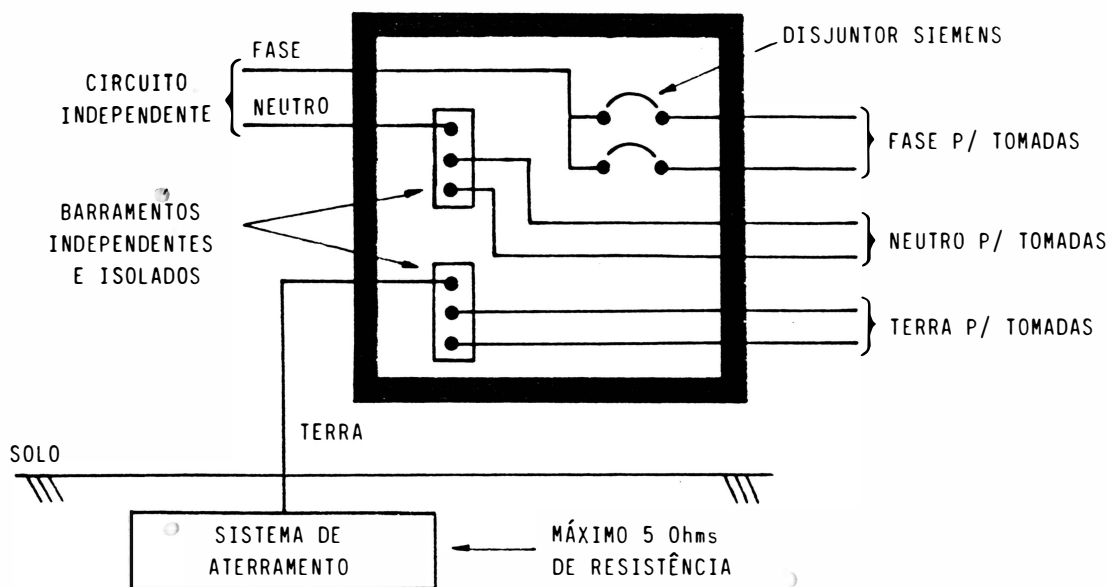 DISJUNTOR SIEMENS
FASE
CIRCUITO
INDEPENDENTE
NEUTRO
FASE P/ TOMADAS
BARRAMENTOS
INDEPENDENTES
E ISOLADOS
NEUTRO P/ TOMADAS
TERRA P/ TOMADAS
TERRA
SOLO
SISTEMA DE
ATERRAMENTO
MÁXIMO 5 Ohms
DE RESISTÊNCIA